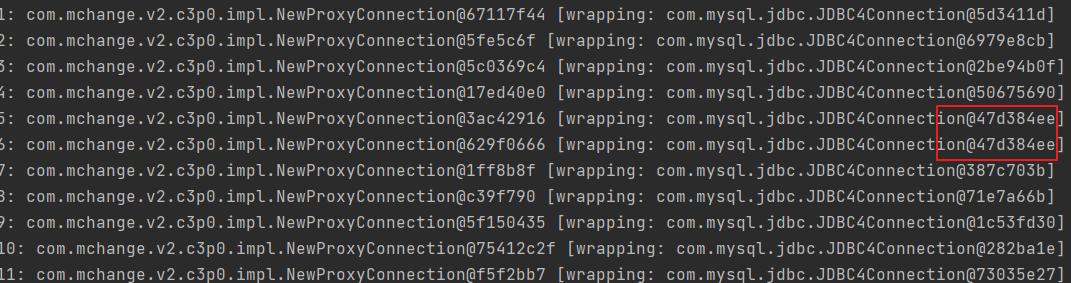 1: com.mchange.v2.c3p0.impl.NewProxyConnection@67117f44 [wrapping: com.mysql.jdbc.JDBC4Connection@5d3411d]
2: com.mchange.v2.c3p0.impl.NewProxyConnection@5fe5c6f [wrapping: com.mysql.jdbc.JDBC4Connection@6979e8cb]
3: com.mchange.v2.c3p0.impl.NewProxyConnection@5c0369c4 [wrapping: com.mysql.jdbc.JDBC4Connection@2be94b0f]
4: com.mchange.v2.c3p0.impl.NewProxyConnection@17ed40e0 [wrapping: com.mysql.jdbc.JDBC4Connection@50675690]
5: com.mchange.v2.c3p0.impl.NewProxyConnection@3ac42916 [wrapping: com.mysql.jdbc.JDBC4Connection@47d384ee]
6: com.mchange.v2.c3p0.impl.NewProxyConnection@629f0666 [wrapping: com.mysql.jdbc.JDBC4Connection@47d384ee]
7: com.mchange.v2.c3p0.impl.NewProxyConnection@1ff8b8f [wrapping: com.mysql.jdbc.JDBC4Connection@387c703b]
8: com.mchange.v2.c3p0.impl.NewProxyConnection@c39f790 [wrapping: com.mysql.jdbc.JDBC4Connection@71e7a66b]
9: com.mchange.v2.c3p0.impl.NewProxyConnection@5f150435 [wrapping: com.mysql.jdbc.JDBC4Connection@1c53fd30]
10: com.mchange.v2.c3p0.impl.NewProxyConnection@75412c2f [wrapping: com.mysql.jdbc.JDBC4Connection@282ba1e]
11: com.mchange.v2.c3p0.impl.NewProxyConnection@f5f2bb7 [wrapping: com.mysql.jdbc.JDBC4Connection@73035e27]